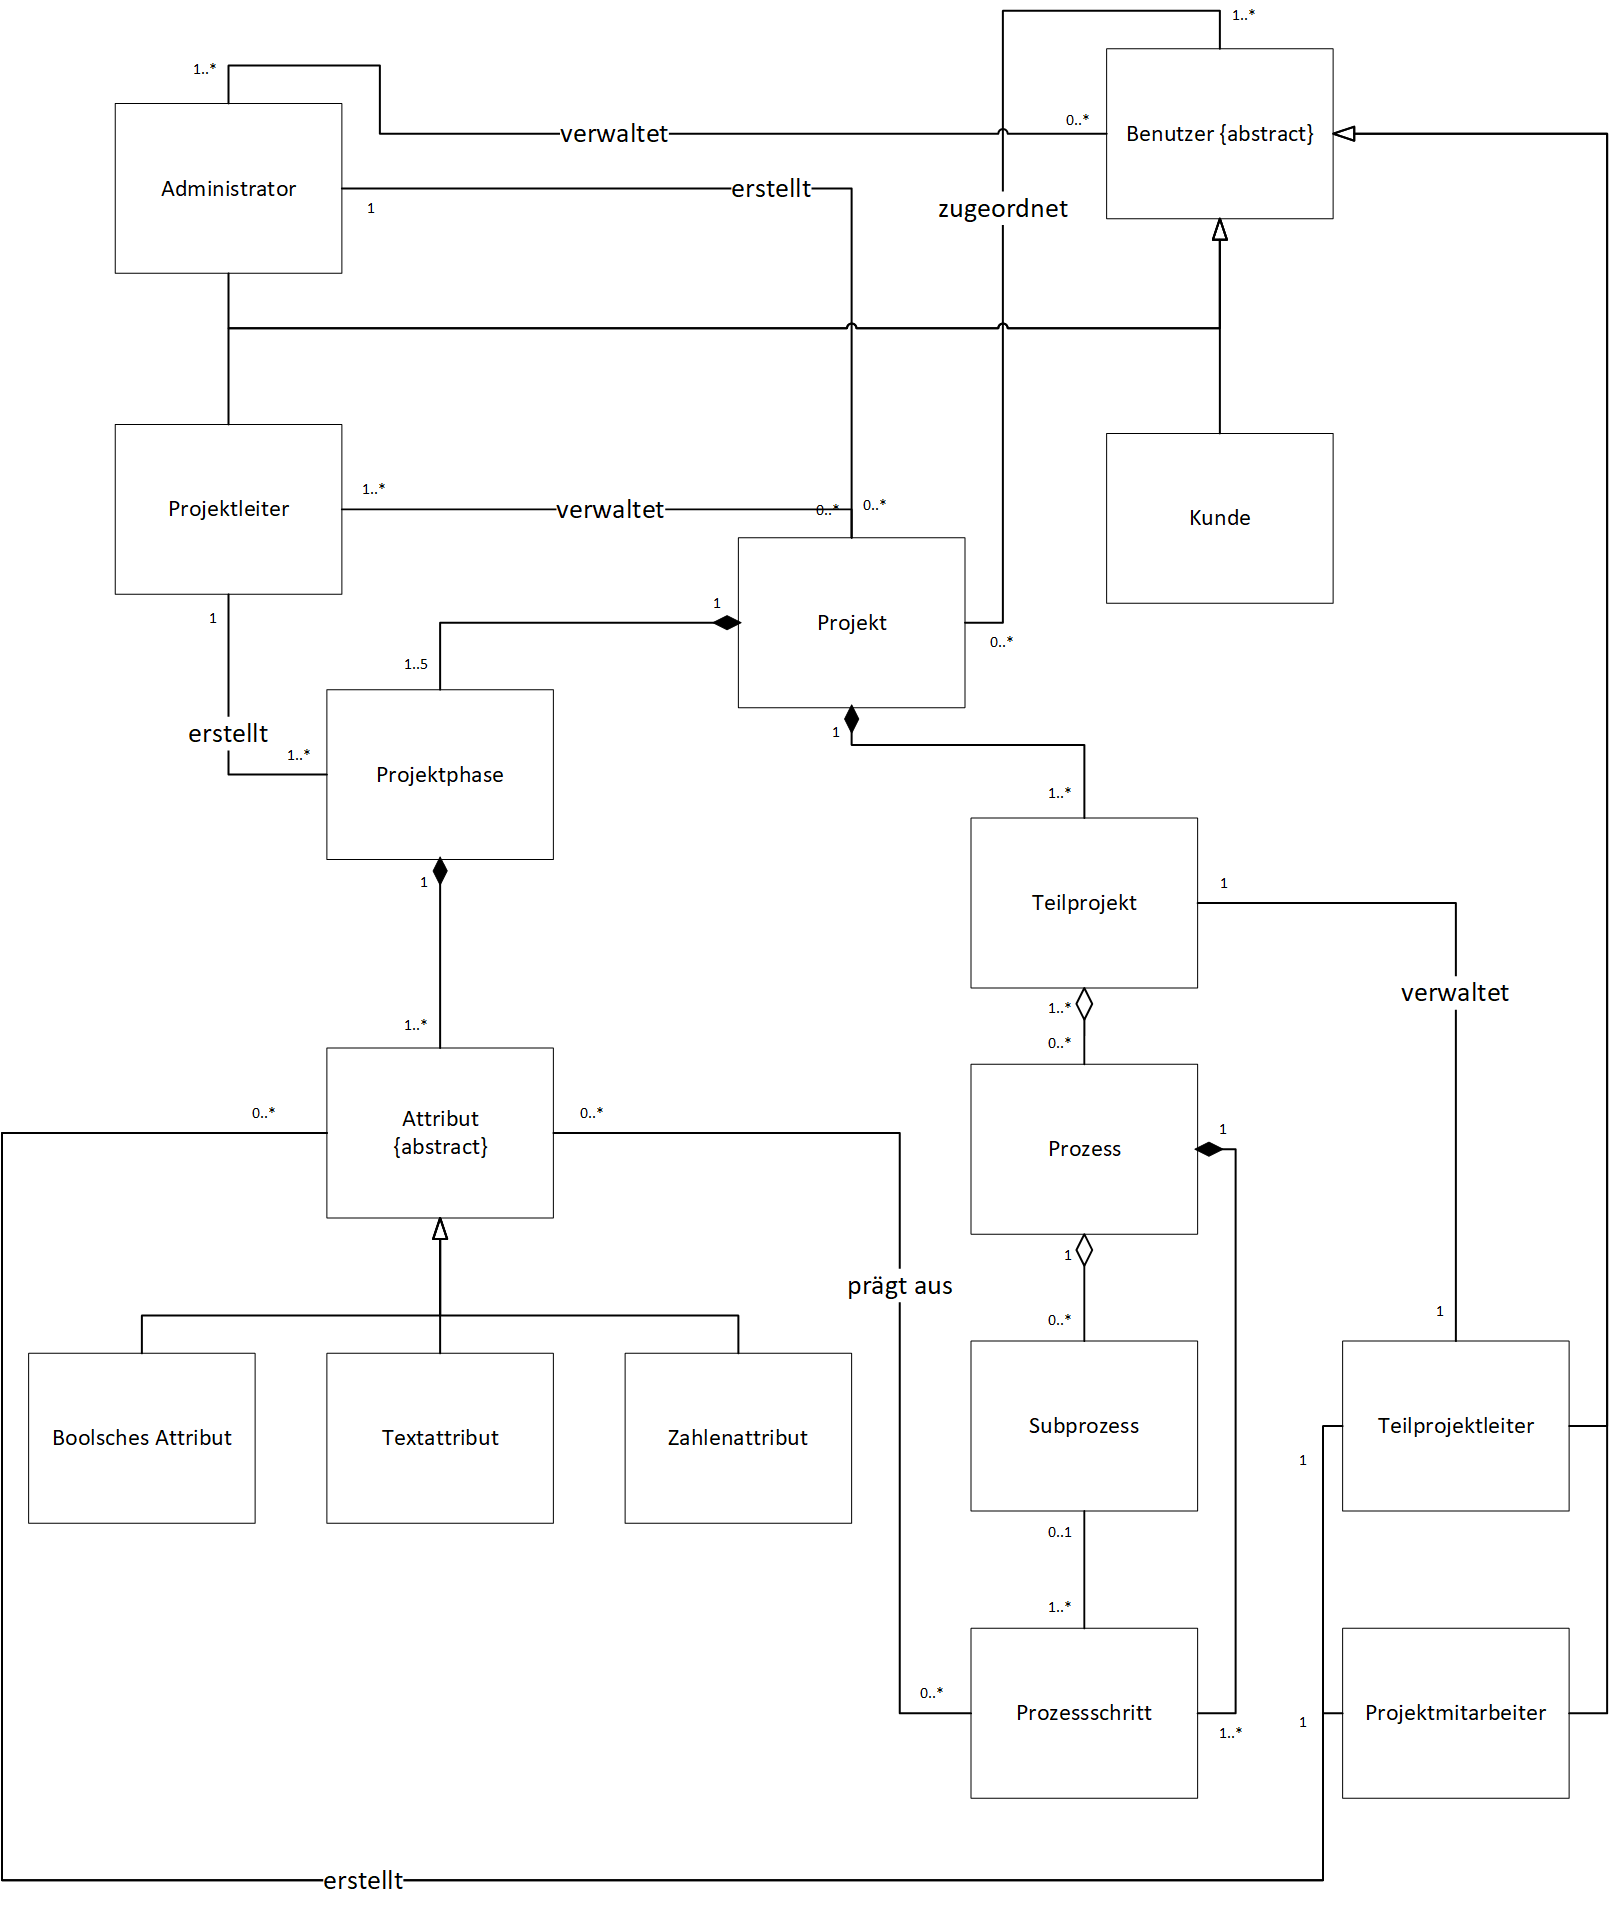 1..*
1..*
verwaltet
0..*
Benutzer {abstract}
Administrator
erstellt
1
zugeordnet
1..*
Projektleiter
verwaltet
0..*
0..*
Kunde
1
1
Projekt
0..*
1..5
erstellt
1..*
Projektphase
1
1..*
1
Teilprojekt
1
verwaltet
1..*
0..*
1..*
0..*
Attribut
{abstract}
0..*
1
Prozess
1
prägt aus
0..*
1
Boolsches Attribut
Textattribut
Zahlenattribut
Subprozess
Teilprojektleiter
1
0..1
1..*
0..*
Prozessschritt
1..*
1
Projektmitarbeiter
erstellt